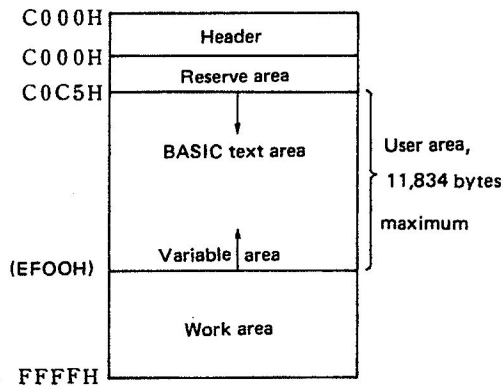 C000H
Header
C000H
Reserve area
C0C5H
BASIC text area
User area,
11,834 bytes
maximum
Variable area
(EFOOH)
Work area
FFFFH